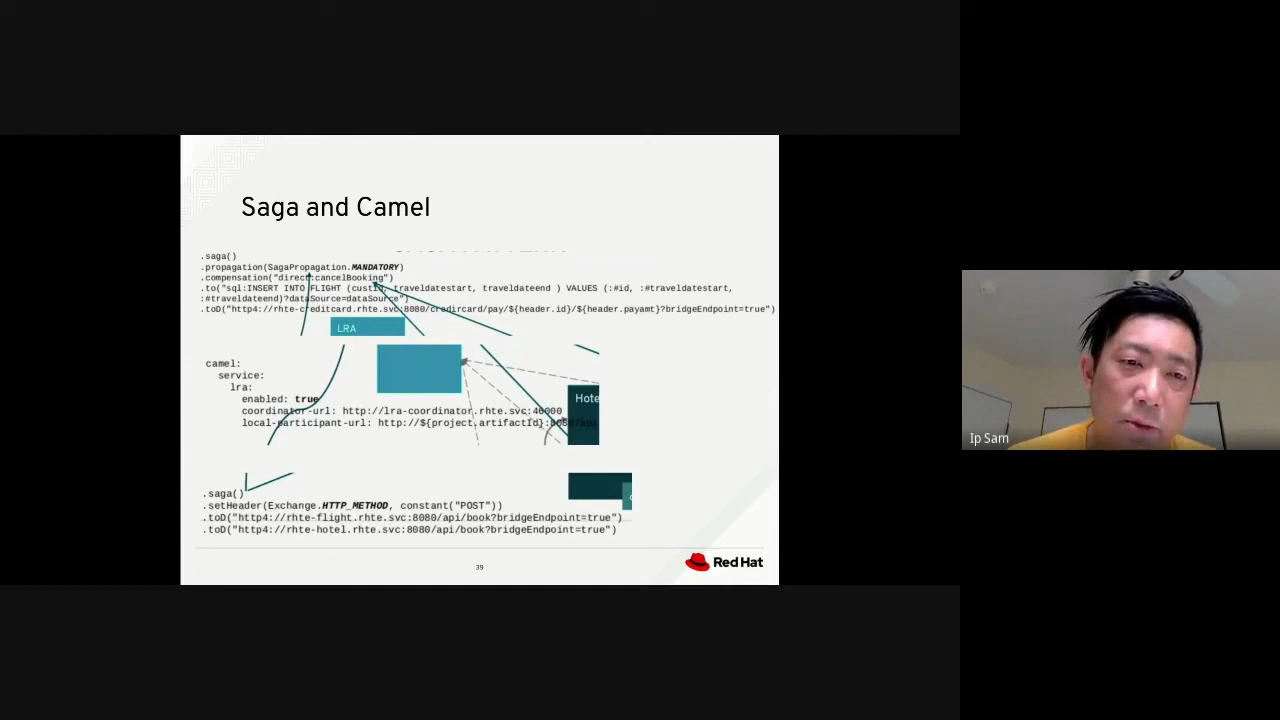 Saga and Camel
.saga()
.propagation(SagaPropagation.MANDATORY)
.compensation("direct:cancelBooking")
.to("sql:INSERT INTO FLIGHT (custid, traveldatestart, traveldateend ) VALUES (:#id, :#traveldatestart,
:#traveldateend)?dataSource=dataSource")
.toD("http4://rhte-creditcard.rhte.svc:8080/credircard/pay/${header.id}/${header.payamt}?bridgeEndpoint=true")
LRA
camel:
service:
lra:
enabled: true
Hote
coordinator-url: http://lra-coordinator.rhte.svc:40000
local-participant-url: http://${project.artifactId}:8080/api
Ip Sam
.saga()
.setHeader(Exchange.HTTP_METHOD, constant("POST"))
.toD("http4://rhte-flight.rhte.svc:8080/api/book?bridgeEndpoint=true")
.toD("http4://rhte-hotel.rhte.svc:8080/api/book?bridgeEndpoint=true")
39
Red Hat